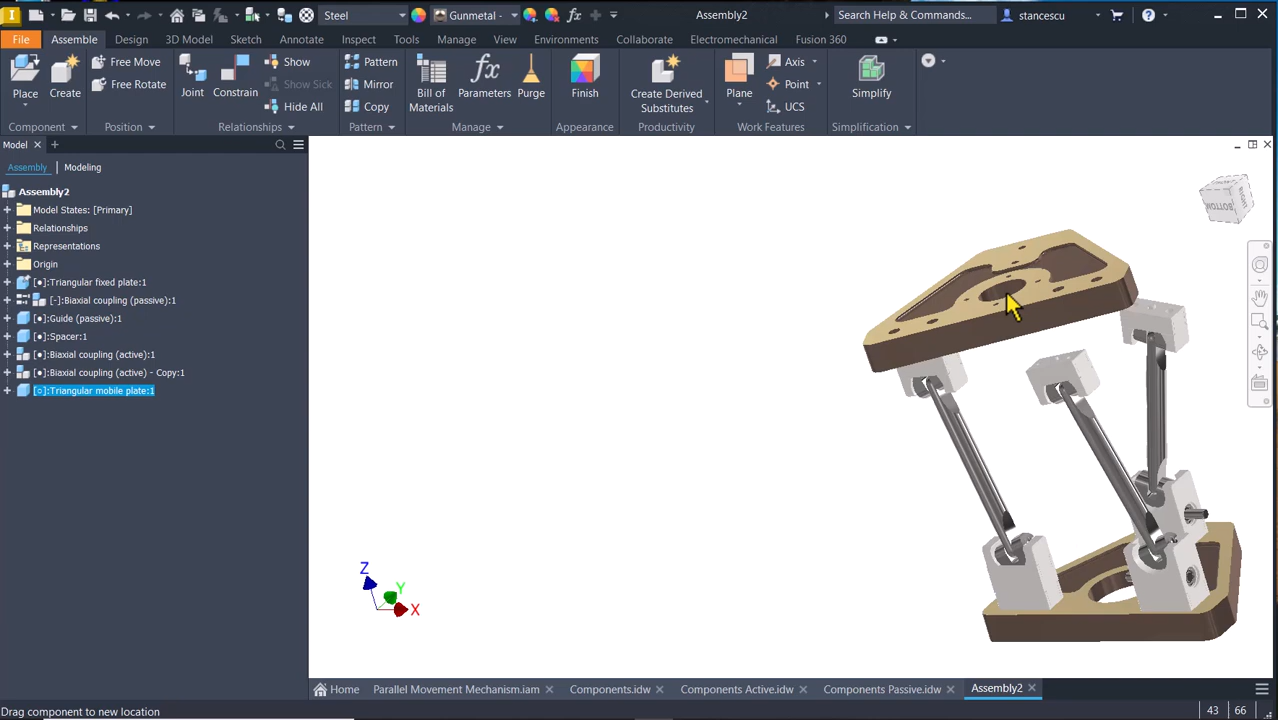 Steel
Gunmetal -
fx
Assembly2
Search Help & Commands...
stancescu
File
Assemble
Design
3D Model
Sketch
Annotate
Inspect
Tools
Manage
View
Environments
Collaborate
Electromechanical
Fusion 360
Place
Create
Free Move
Free Rotate
Joint
Constrain
Show
Show Sick
Hide All
Pattern
Mirror
Copy
Bill of
Materials
fx
Parameters
Purge
Finish
Create Derived
Substitutes
Plane
Axis
Point
UCS
Simplify
Component
Position
Relationships
Pattern
Manage
Appearance
Productivity
Work Features
Simplification
Model
Assembly
Modeling
Assembly2
Model States: [Primary]
Relationships
Representations
Origin
[●]:Triangular fixed plate:1
[-]:Biaxial coupling (passive):1
[●]:Guide (passive):1
[●]:Spacer:1
[●]:Biaxial coupling (active):1
[●]:Biaxial coupling (active) - Copy:1
[○]:Triangular mobile plate:1
BOTTOM
Z
Y
X
Home
Parallel Movement Mechanism.iam
Components.idw
Components Active.idw
Components Passive.idw
Assembly2
Drag component to new location
43
66